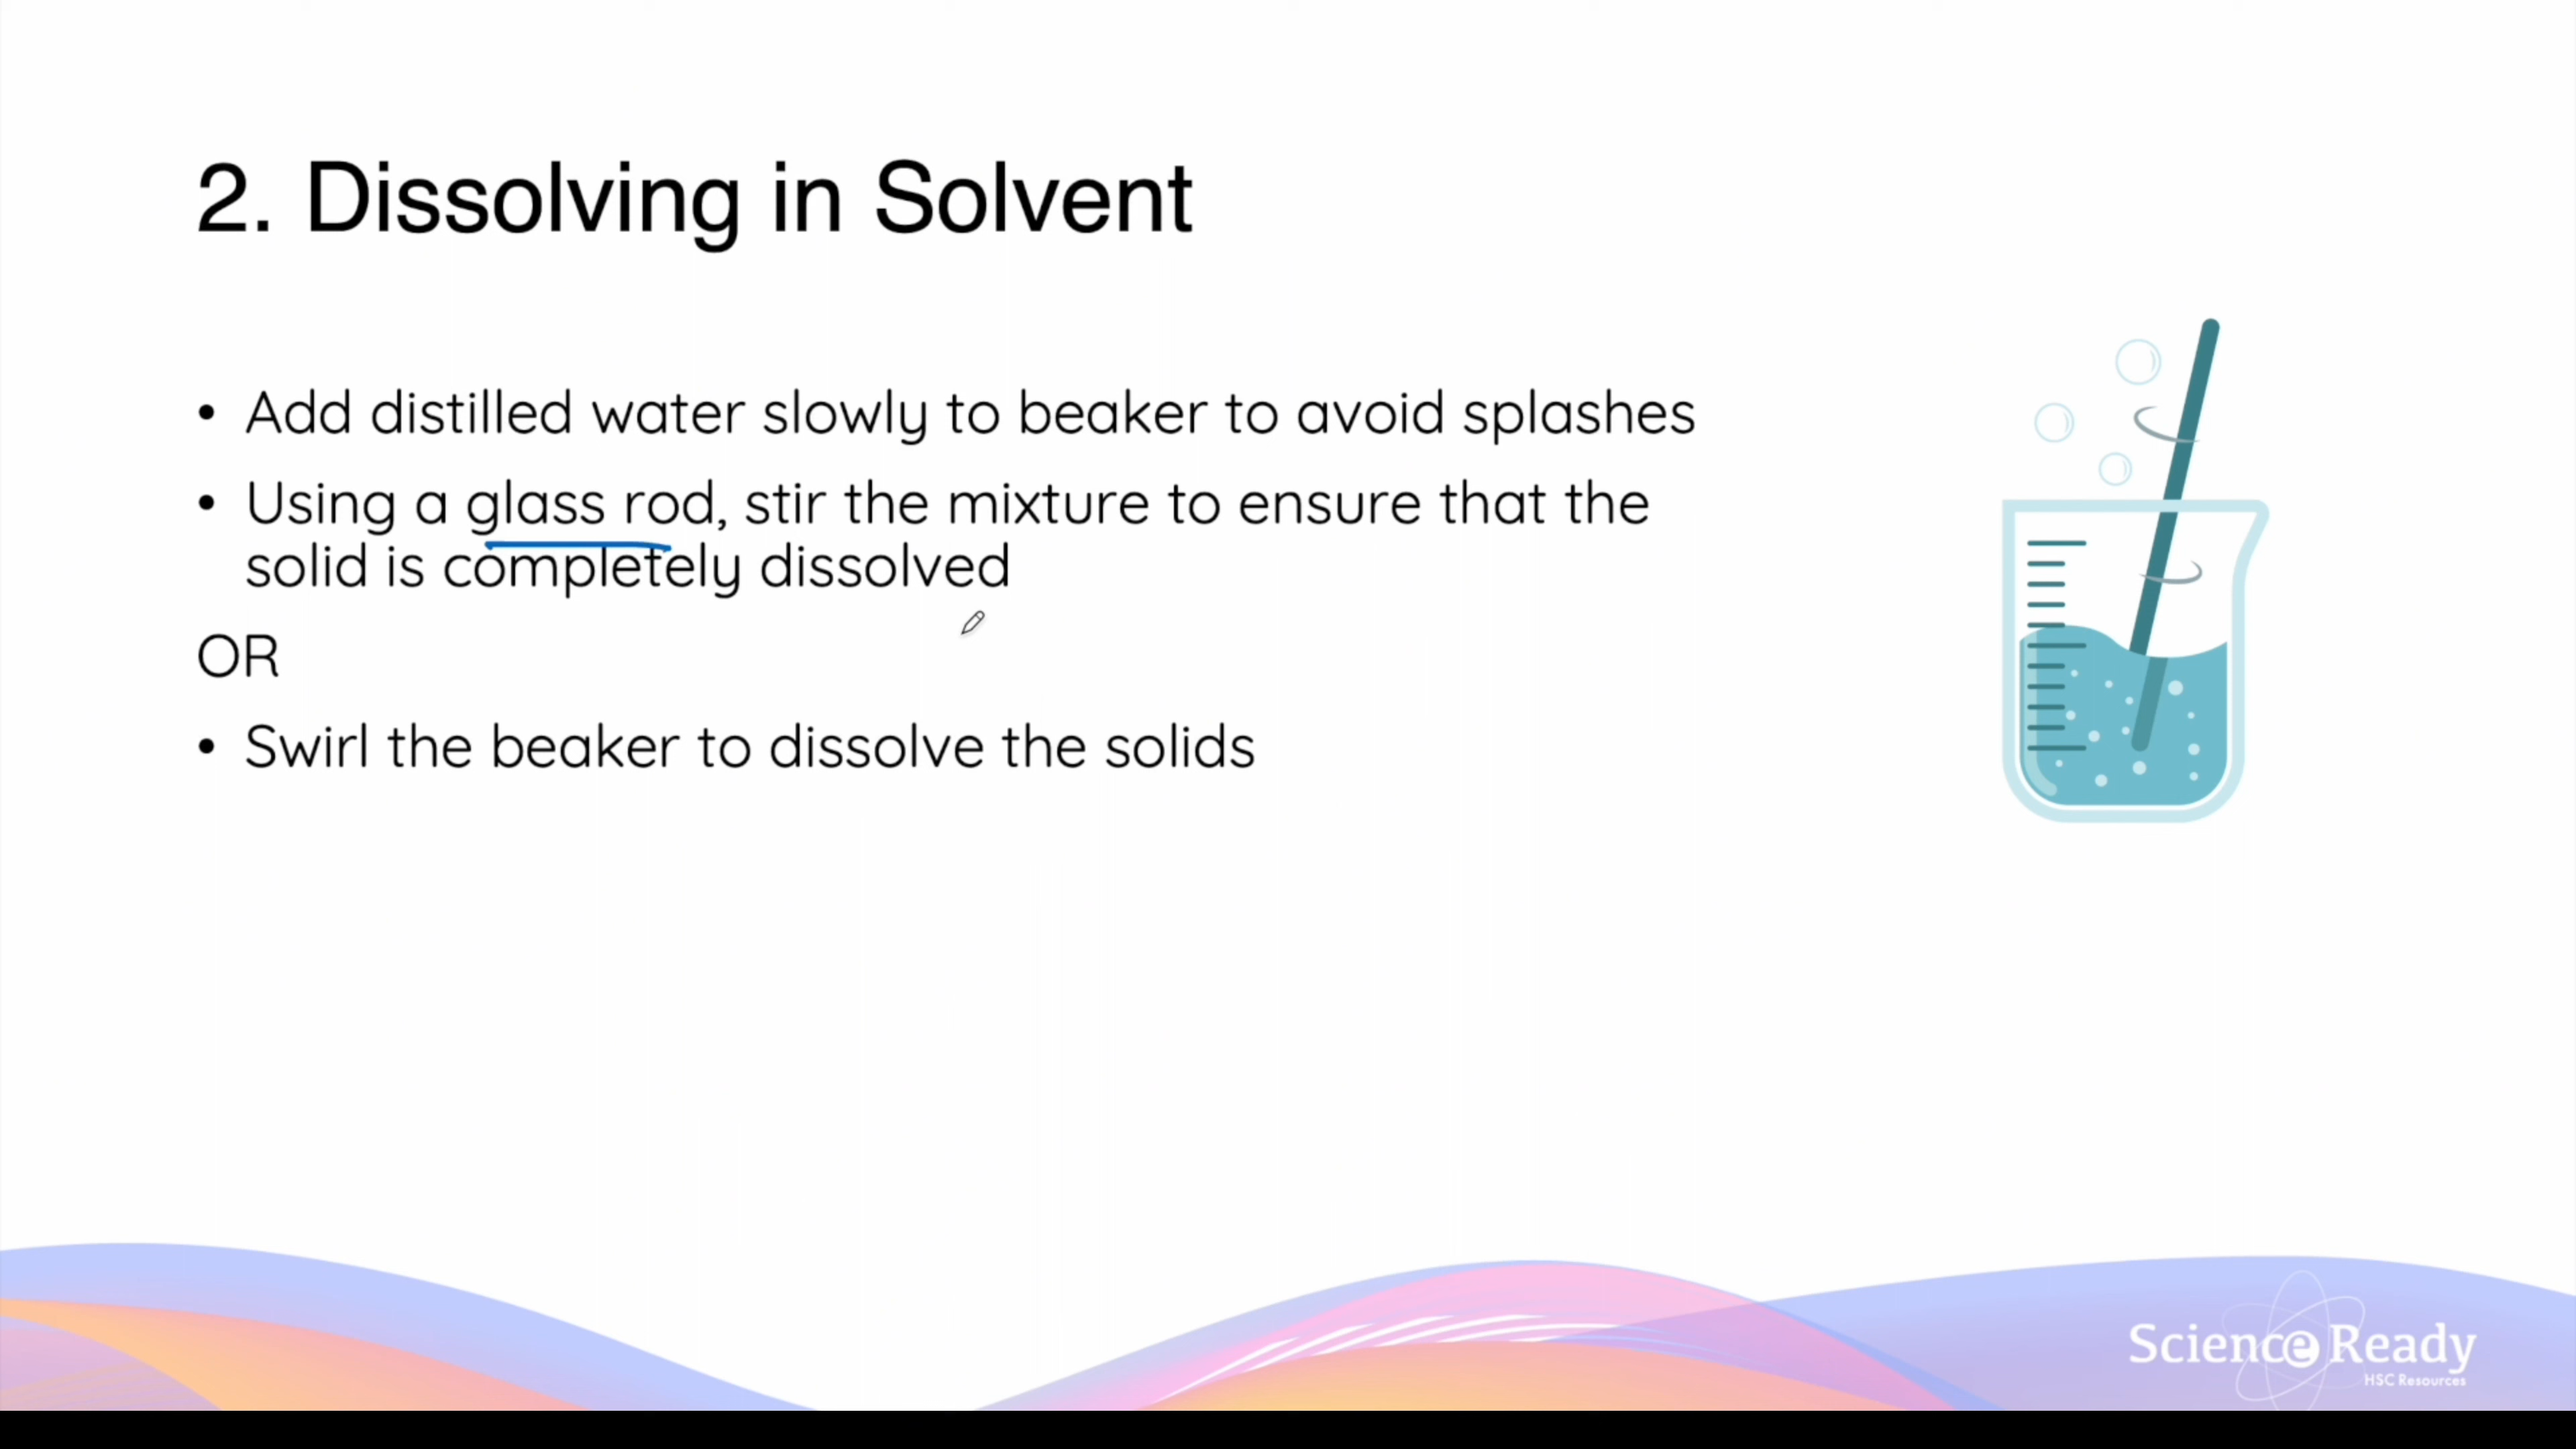 2. Dissolving in Solvent
• Add distilled water slowly to beaker to avoid splashes
• Using a glass rod, stir the mixture to ensure that the
solid is completely dissolved
OR
• Swirl the beaker to dissolve the solids
Science Ready
HSC Resources